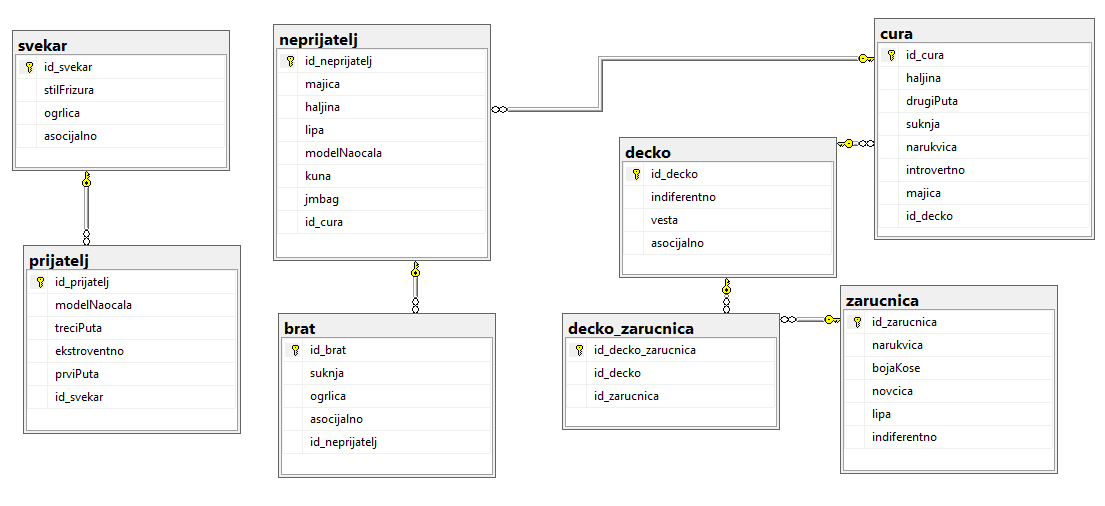 svekar
id_svekar
stilFrizura
ogrlica
asocijalno
neprijatelj
id_neprijatelj
majica
haljina
lipa
modelNaocala
kuna
jmbag
id_cura
cura
id_cura
haljina
drugiPuta
suknja
narukvica
introvertno
majica
id_decko
decko
id_decko
indiferentno
vesta
asocijalno
prijatelj
id_prijatelj
modelNaocala
treciPuta
ekstroventno
prviPuta
id_svekar
brat
id_brat
suknja
ogrlica
asocijalno
id_neprijatelj
decko_zarucnica
id_decko_zarucnica
id_decko
id_zarucnica
zarucnica
id_zarucnica
narukvica
bojaKose
novcica
lipa
indiferentno